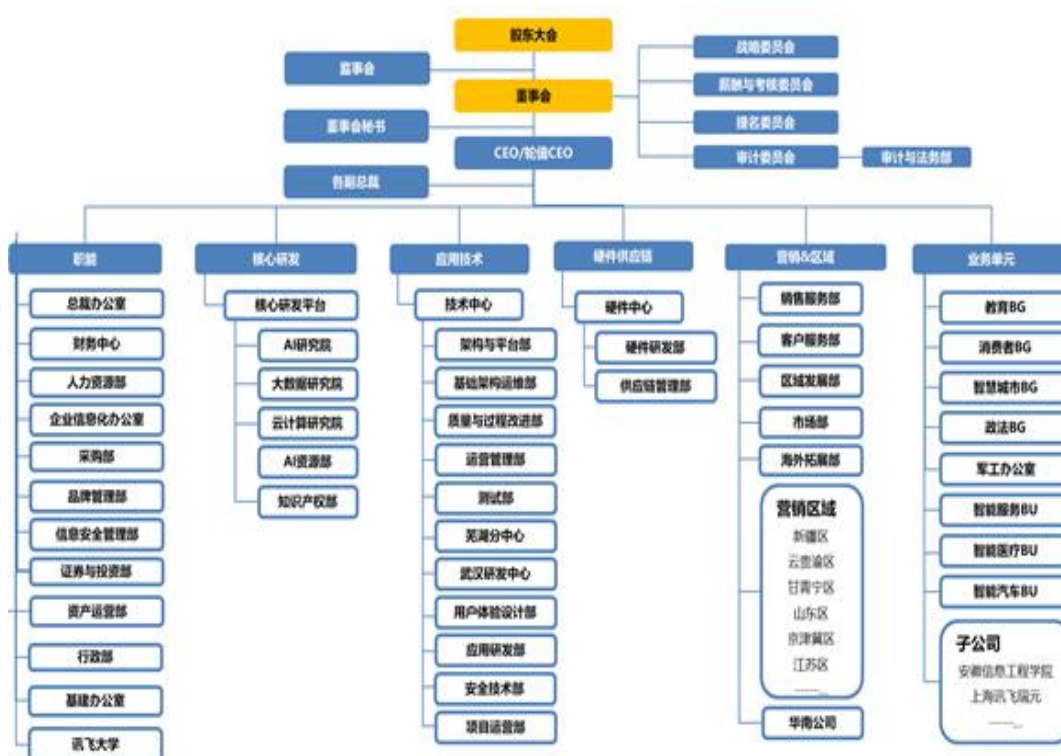 股东大会
监事会
董事会
董事会秘书
CEO/轮值CEO
各副总裁
战略委员会
薪酬与考核委员会
提名委员会
审计委员会
审计与法务部
职能
总裁办公室
财务中心
人力资源部
企业信息化办公室
采购部
品牌管理部
信息安全管理部
证券与投资部
资产运营部
行政部
基建办公室
讯飞大学
核心研发
核心研发平台
AI研究院
大数据研究院
云计算研究院
AI资源部
知识产权部
应用技术
技术中心
架构与平台部
基础架构运维部
质量与过程改进部
运营管理部
测试部
芜湖分中心
武汉研发中心
用户体验设计部
应用研发部
安全技术部
项目运营部
硬件供应链
硬件中心
硬件研发部
供应链管理部
营销&区域
销售服务部
客户服务部
区域发展部
市场部
海外拓展部
营销区域
新疆区
云贵渝区
甘青宁区
山东区
京津冀区
江苏区
……
华南公司
业务单元
教育BG
消费者BG
智慧城市BG
政法BG
军工办公室
智能服务BU
智能医疗BU
智能汽车BU
子公司
安徽信息工程学院
上海讯飞瑞元
……